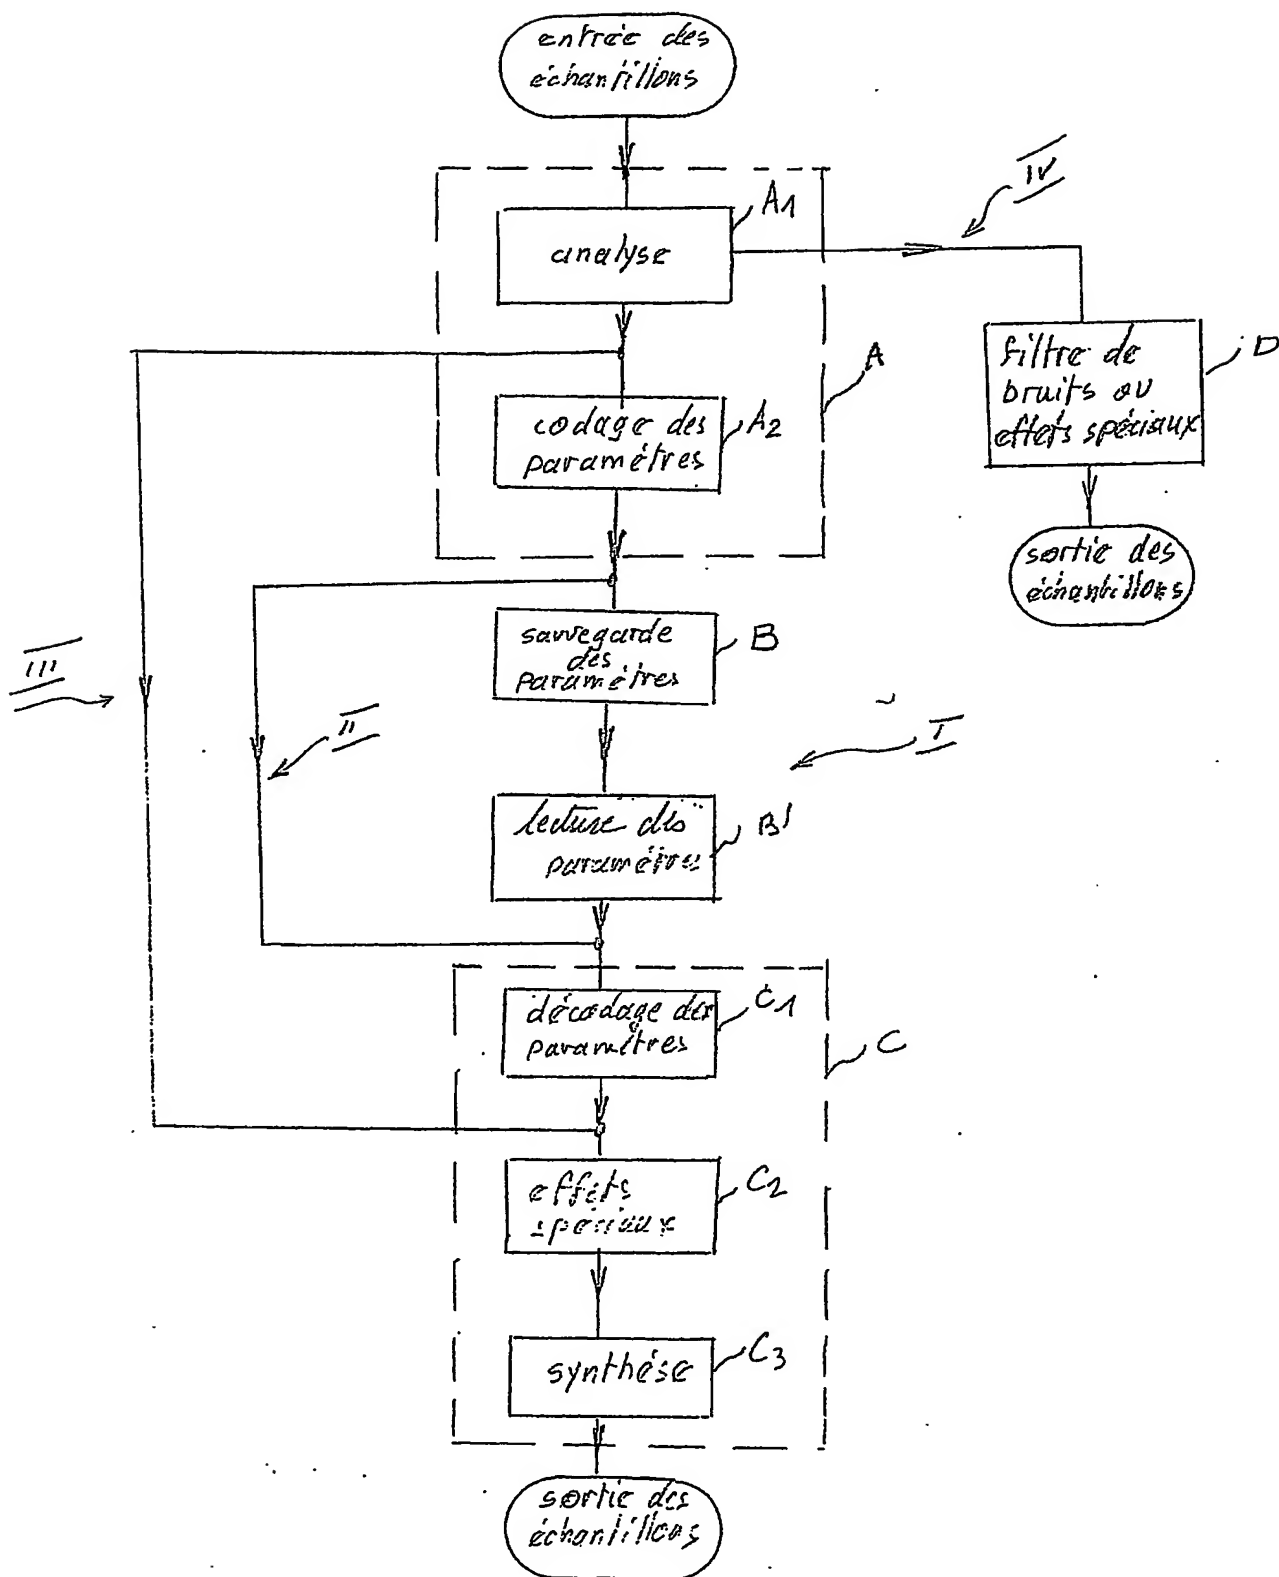 entrée des
échantillons
A1
analyse
IV
A
codage des
paramètres
A2
filtre de
bruits ou
effets spéciaux
D
sortie des
échantillons
sauvegarde
des
paramètres
B
III
II
I
lecture des
paramètres
B'
décodage des
paramètres
C1
C
effets
spéciaux
C2
synthése
C3
sortie des
échantillons